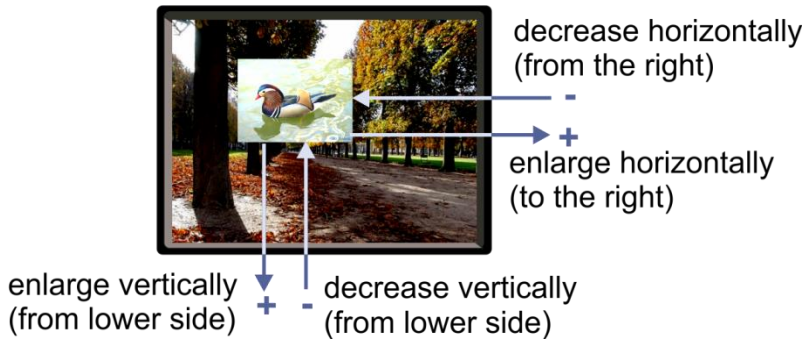 decrease horizontally
(from the right)
-
+
enlarge horizontally
(to the right)
enlarge vertically
(from lower side)
+
-
decrease vertically
(from lower side)